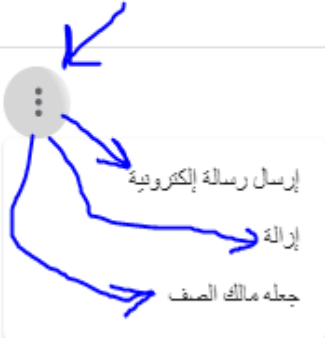 إرسال رسالة إلكترونية
إزالة
جعله مالك الصف